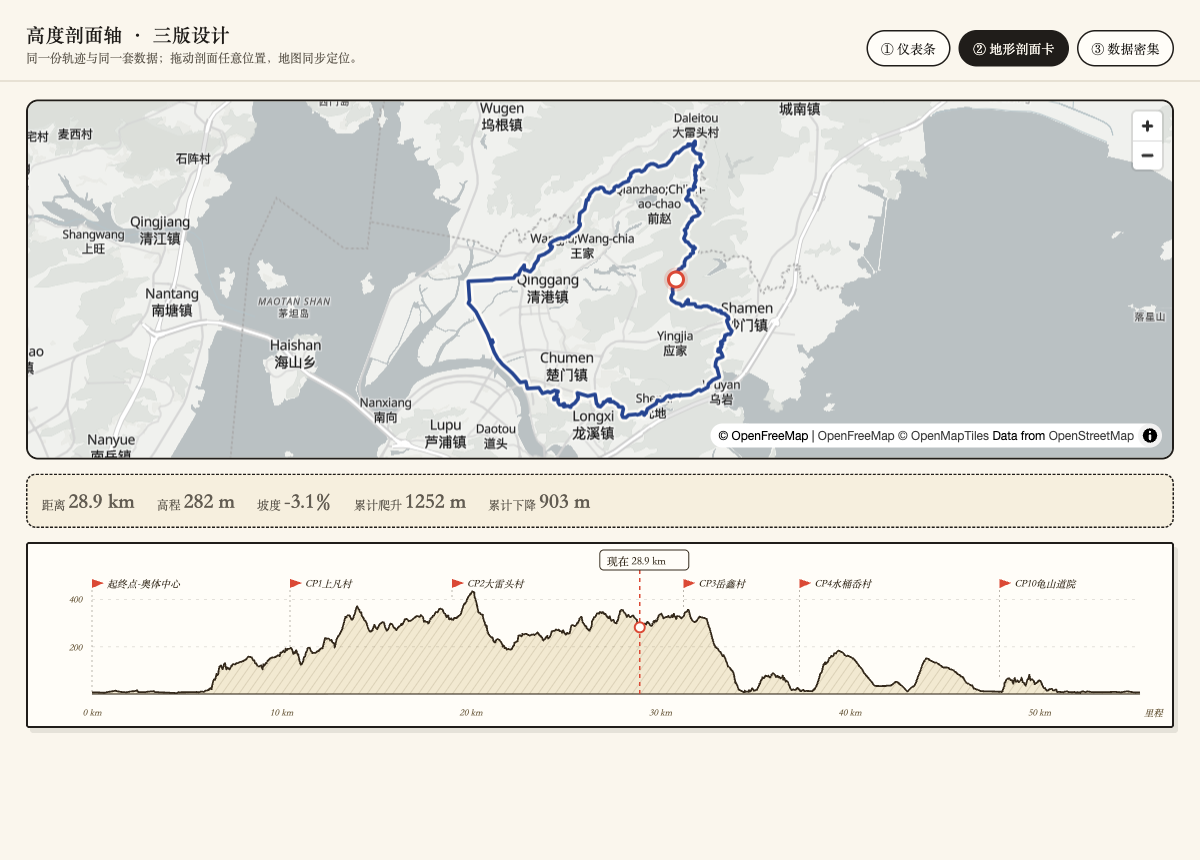 高度剖面轴 · 三版设计
同一份轨迹与同一套数据；拖动剖面任意位置，地图同步定位。
① 仪表条
② 地形剖面卡
③ 数据密集
Wugen
坞根镇
城南镇
Daleitou
大雷头村
麦西村
石阵村
ao-chao
前赵
Qingjiang
清江镇
Shangwang
上旺
王家
Qinggang
清港镇
Nantang
南塘镇
MAOTAN SHAN
茅坦岛
Shamen
门镇
落星山
Haishan
海山乡
Yingjia
应家
Chumen
楚门镇
Nanxiang
南向
乌岩
Lupu
芦浦镇
Daotou
道头
Longxi
龙溪镇
Nanyue
南岳镇
+
−
© OpenFreeMap | OpenFreeMap © OpenMapTiles Data from OpenStreetMap
距离 28.9 km 高程 282 m 坡度 -3.1% 累计爬升 1252 m 累计下降 903 m
现在 28.9 km
起终点-奥体中心
CP1上凡村
CP2大雷头村
CP3岳鑫村
CP4水桶岙村
CP10龟山道院
400
200
0 km
10 km
20 km
30 km
40 km
50 km
里程